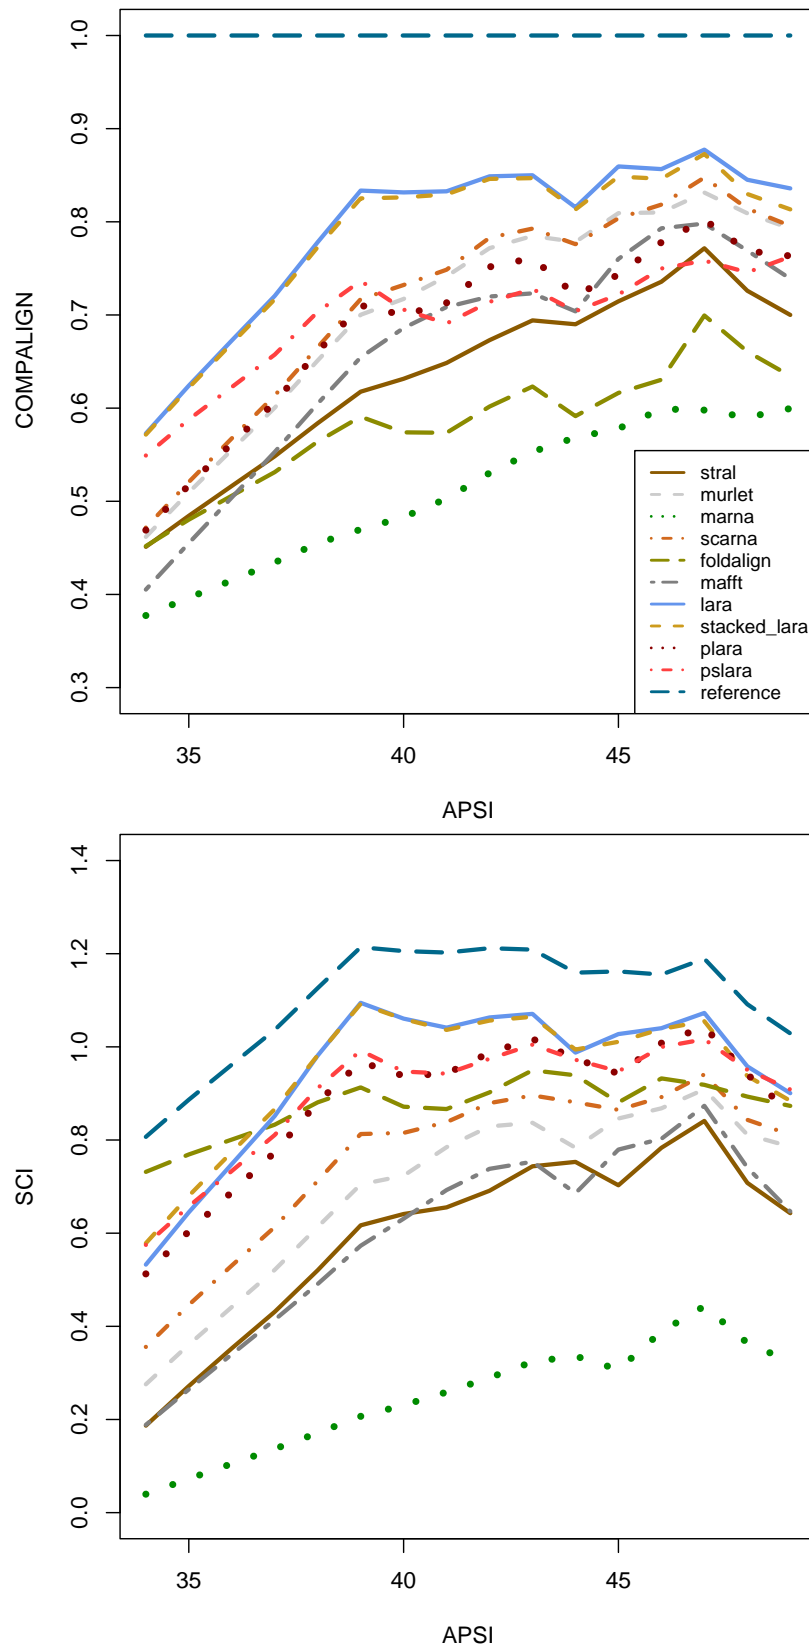 1.0
0.9
0.8
0.7
0.6
0.5
0.4
0.3
COMPALIGN
stral
murlet
marna
scarna
foldalign
mafft
lara
stacked_lara
plara
pslara
reference
35 40 45
APSI
1.4
1.2
1.0
0.8
0.6
0.4
0.2
0.0
SCI
35 40 45
APSI